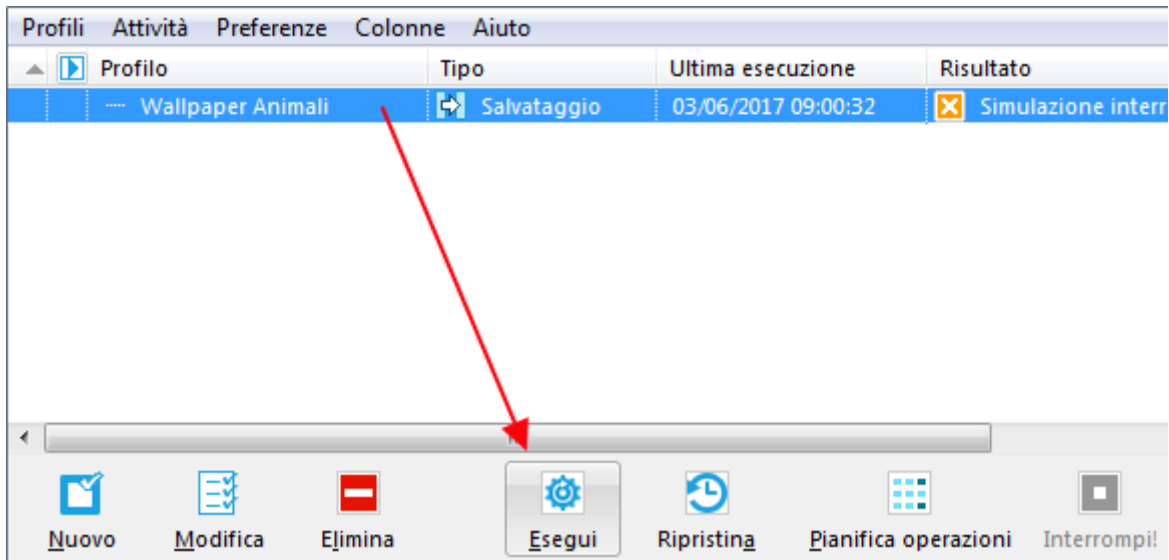 Profili Attività Preferenze Colonne Aiuto
Profilo Tipo Ultima esecuzione Risultato
Wallpaper Animali Salvataggio 03/06/2017 09:00:32 Simulazione interr
Nuovo Modifica Elimina Esegui Ripristina Pianifica operazioni Interrompi!